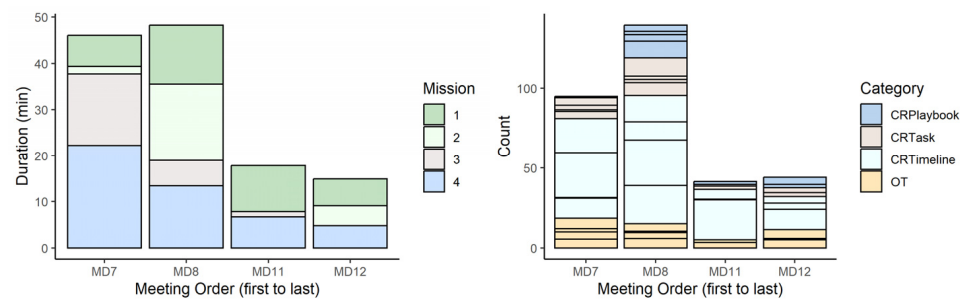 50
40
30
20
10
0
Duration (min)
MD7 MD8 MD11 MD12
Meeting Order (first to last)
Mission
1
2
3
4
100
50
0
Count
MD7 MD8 MD11 MD12
Meeting Order (first to last)
Category
CRPlaybook
CRTask
CRTimeline
OT